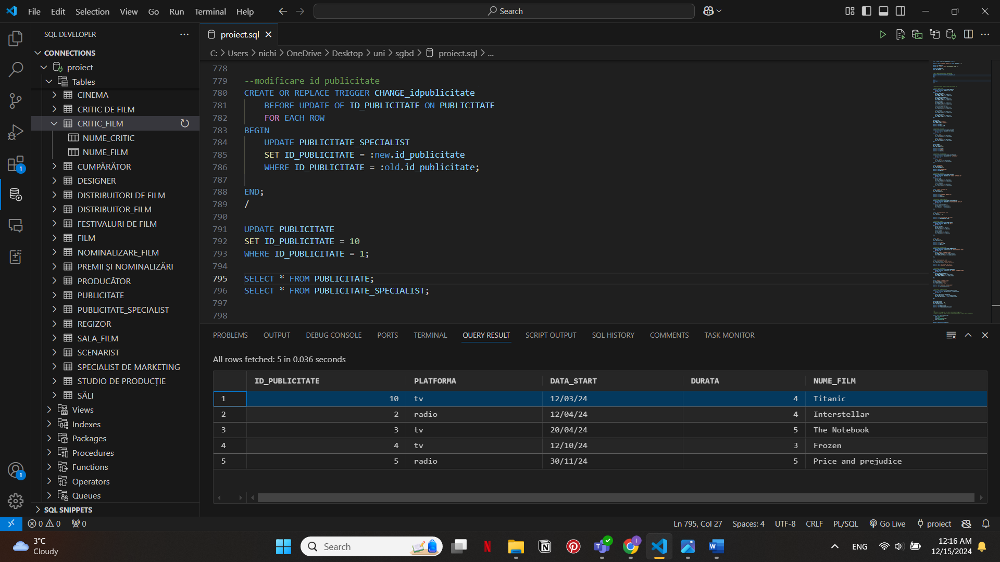 File Edit Selection View Go Run Terminal Help Search
SQL DEVELOPER
CONNECTIONS
proiect
Tables
CINEMA
CRITIC DE FILM
CRITIC_FILM
NUME_CRITIC
NUME_FILM
CUMPĂRĂTOR
DESIGNER
DISTRIBUITORI DE FILM
DISTRIBUITOR_FILM
FESTIVALURI DE FILM
FILM
NOMINALIZARE_FILM
PREMII ȘI NOMINALIZĂRI
PRODUCĂTOR
PUBLICITATE
PUBLICITATE_SPECIALIST
REGIZOR
SALA_FILM
SCENARIST
SPECIALIST DE MARKETING
STUDIO DE PRODUCȚIE
SĂLI
Views
Indexes
Packages
Procedures
Functions
Operators
Queues
SQL SNIPPETS
1
1
proiect.sql
C: > Users > nichi > OneDrive > Desktop > uni > sgbd > proiect.sql > ...
778
779 --modificare id publicitate
780 CREATE OR REPLACE TRIGGER CHANGE_idpublicitate
781 BEFORE UPDATE OF ID_PUBLICITATE ON PUBLICITATE
782 FOR EACH ROW
783 BEGIN
784 UPDATE PUBLICITATE_SPECIALIST
785 SET ID_PUBLICITATE = :new.id_publicitate
786 WHERE ID_PUBLICITATE = :old.id_publicitate;
787
788 END;
789 /
790
791 UPDATE PUBLICITATE
792 SET ID_PUBLICITATE = 10
793 WHERE ID_PUBLICITATE = 1;
794
795 SELECT * FROM PUBLICITATE;
796 SELECT * FROM PUBLICITATE_SPECIALIST;
797
798
PROBLEMS OUTPUT DEBUG CONSOLE PORTS TERMINAL QUERY RESULT SCRIPT OUTPUT SQL HISTORY COMMENTS TASK MONITOR
All rows fetched: 5 in 0.036 seconds
ID_PUBLICITATE PLATFORMA DATA_START DURATA NUME_FILM
1 10 tv 12/03/24 4 Titanic
2 2 radio 12/04/24 4 Interstellar
3 3 tv 20/04/24 5 The Notebook
4 4 tv 12/10/24 3 Frozen
5 5 radio 30/11/24 5 Price and prejudice
0 0 0 Ln 795, Col 27 Spaces: 4 UTF-8 CRLF PL/SQL Go Live proiect
3°C
Cloudy
Search
ENG
12:16 AM
12/15/2024